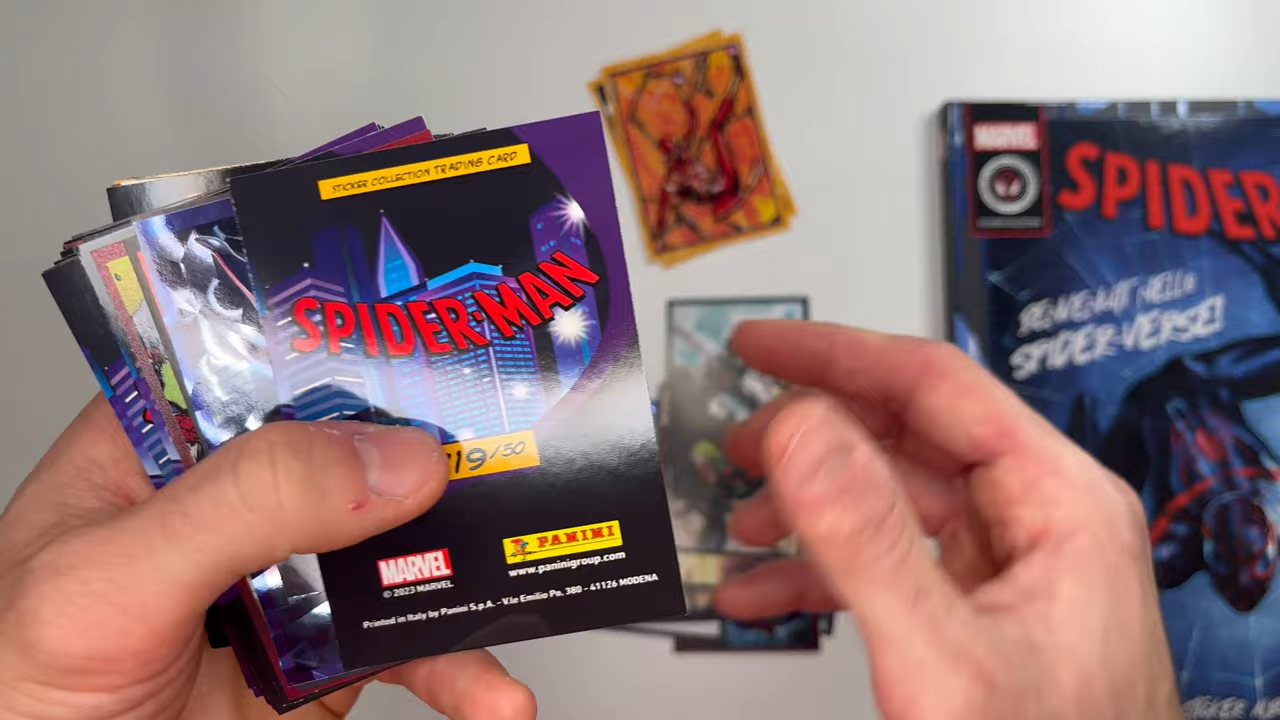 STICKER COLLECTION TRADING CARD
SPIDER-MAN
19/50
MARVEL
© 2023 MARVEL
PANINI
www.paninigroup.com
Printed in Italy by Panini S.p.A. - V.le Emilio Po, 380 - 41126 MODENA
MARVEL
SPIDER
SPIDER-VERSE!